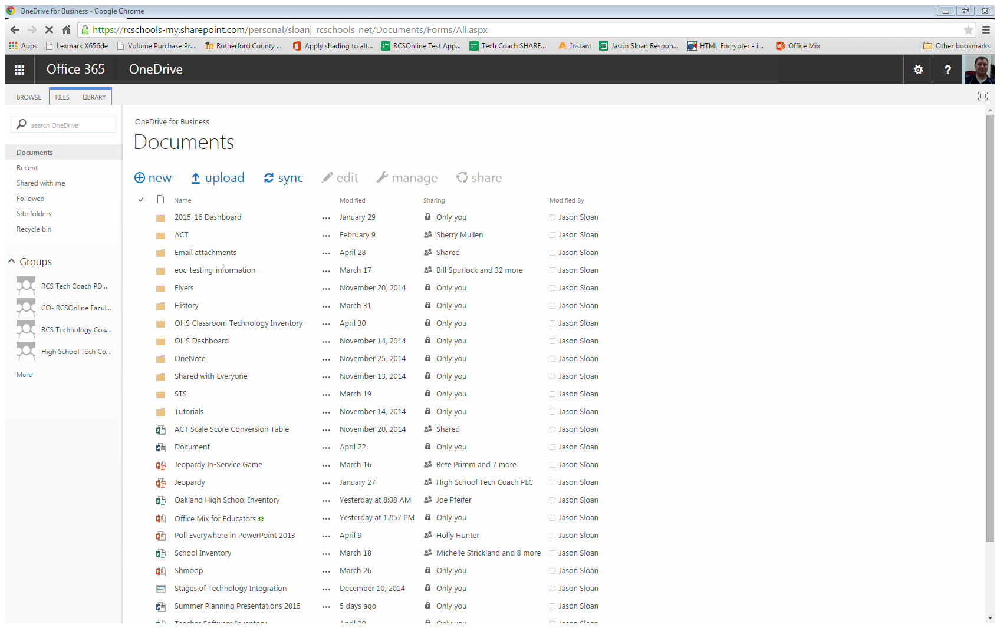 OneDrive for Business - Google Chrome
https://rcschools-my.sharepoint.com/personal/sloanj_rcschools_net/Documents/Forms/All.aspx
Apps Lexmark X656de Volume Purchase Pr... Rutherford County ... Apply shading to alt... RCSOnline Test App... Tech Coach SHARE... Instant Jason Sloan Respon... HTML Encrypter - i... Office Mix Other bookmarks
Office 365 OneDrive ?
BROWSE FILES LIBRARY
search OneDrive
Documents
Recent
Shared with me
Followed
Site folders
Recycle bin
Groups
RCS Tech Coach PD ...
CO- RCSOnline Facul...
RCS Technology Coa...
High School Tech Co...
More
OneDrive for Business
Documents
new upload sync edit manage share
Name Modified Sharing Modified By
2015-16 Dashboard ... January 29 Only you Jason Sloan
ACT ... February 9 Sherry Mullen Jason Sloan
Email attachments ... April 28 Shared Jason Sloan
eoc-testing-information ... March 17 Bill Spurlock and 32 more Jason Sloan
Flyers ... November 20, 2014 Only you Jason Sloan
History ... March 31 Only you Jason Sloan
OHS Classroom Technology Inventory ... April 30 Only you Jason Sloan
OHS Dashboard ... November 14, 2014 Only you Jason Sloan
OneNote ... November 25, 2014 Only you Jason Sloan
Shared with Everyone ... November 13, 2014 Only you Jason Sloan
STS ... March 19 Only you Jason Sloan
Tutorials ... November 14, 2014 Only you Jason Sloan
ACT Scale Score Conversion Table ... November 20, 2014 Shared Jason Sloan
Document ... April 22 Only you Jason Sloan
Jeopardy In-Service Game ... March 16 Bete Primm and 7 more Jason Sloan
Jeopardy ... January 27 High School Tech Coach PLC Jason Sloan
Oakland High School Inventory ... Yesterday at 8:08 AM Joe Pfeifer Jason Sloan
Office Mix for Educators ... Yesterday at 12:57 PM Only you Jason Sloan
Poll Everywhere in PowerPoint 2013 ... April 9 Holly Hunter Jason Sloan
School Inventory ... March 18 Michelle Strickland and 8 more Jason Sloan
Shmoop ... March 26 Only you Jason Sloan
Stages of Technology Integration ... December 10, 2014 Only you Jason Sloan
Summer Planning Presentations 2015 ... 5 days ago Only you Jason Sloan
Teacher Software Inventory Only you Jason Sloan